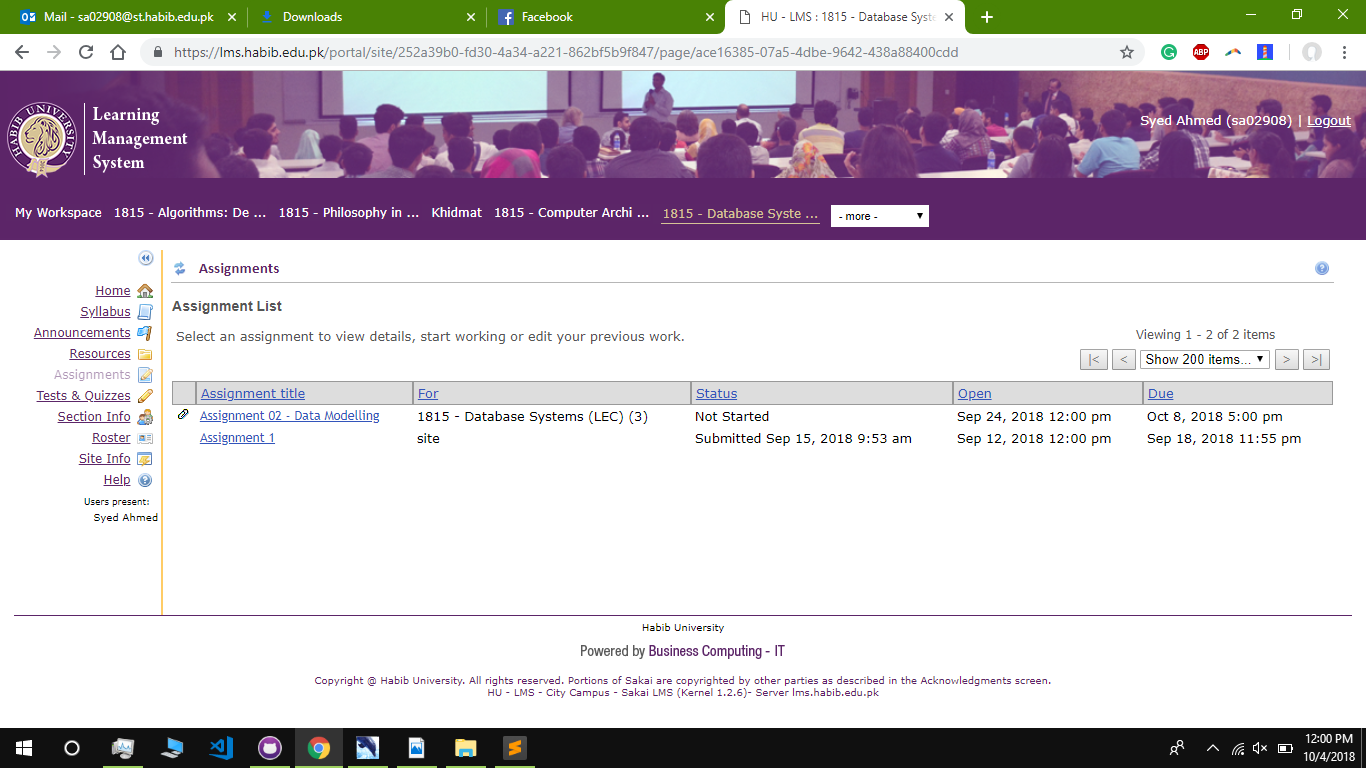 Mail - sa02908@st.habib.edu.pk
Downloads
Facebook
HU - LMS : 1815 - Database Syste
https://lms.habib.edu.pk/portal/site/252a39b0-fd30-4a34-a221-862bf5b9f847/page/ace16385-07a5-4dbe-9642-438a88400cdd
ABP
HABIB UNIVERSITY
Learning
Management
System
Syed Ahmed (sa02908) | Logout
My Workspace 1815 - Algorithms: De ... 1815 - Philosophy in ... Khidmat 1815 - Computer Archi ... 1815 - Database Syste ... - more -
Home
Syllabus
Announcements
Resources
Assignments
Tests & Quizzes
Section Info
Roster
Site Info
Help
Users present:
Syed Ahmed
Assignments
Assignment List
Select an assignment to view details, start working or edit your previous work.
Viewing 1 - 2 of 2 items
|< < Show 200 items... > >|
Assignment title For Status Open Due
Assignment 02 - Data Modelling 1815 - Database Systems (LEC) (3) Not Started Sep 24, 2018 12:00 pm Oct 8, 2018 5:00 pm
Assignment 1 site Submitted Sep 15, 2018 9:53 am Sep 12, 2018 12:00 pm Sep 18, 2018 11:55 pm
Habib University
Powered by Business Computing - IT
Copyright @ Habib University. All rights reserved. Portions of Sakai are copyrighted by other parties as described in the Acknowledgments screen.
HU - LMS - City Campus - Sakai LMS (Kernel 1.2.6)- Server lms.habib.edu.pk
12:00 PM
10/4/2018